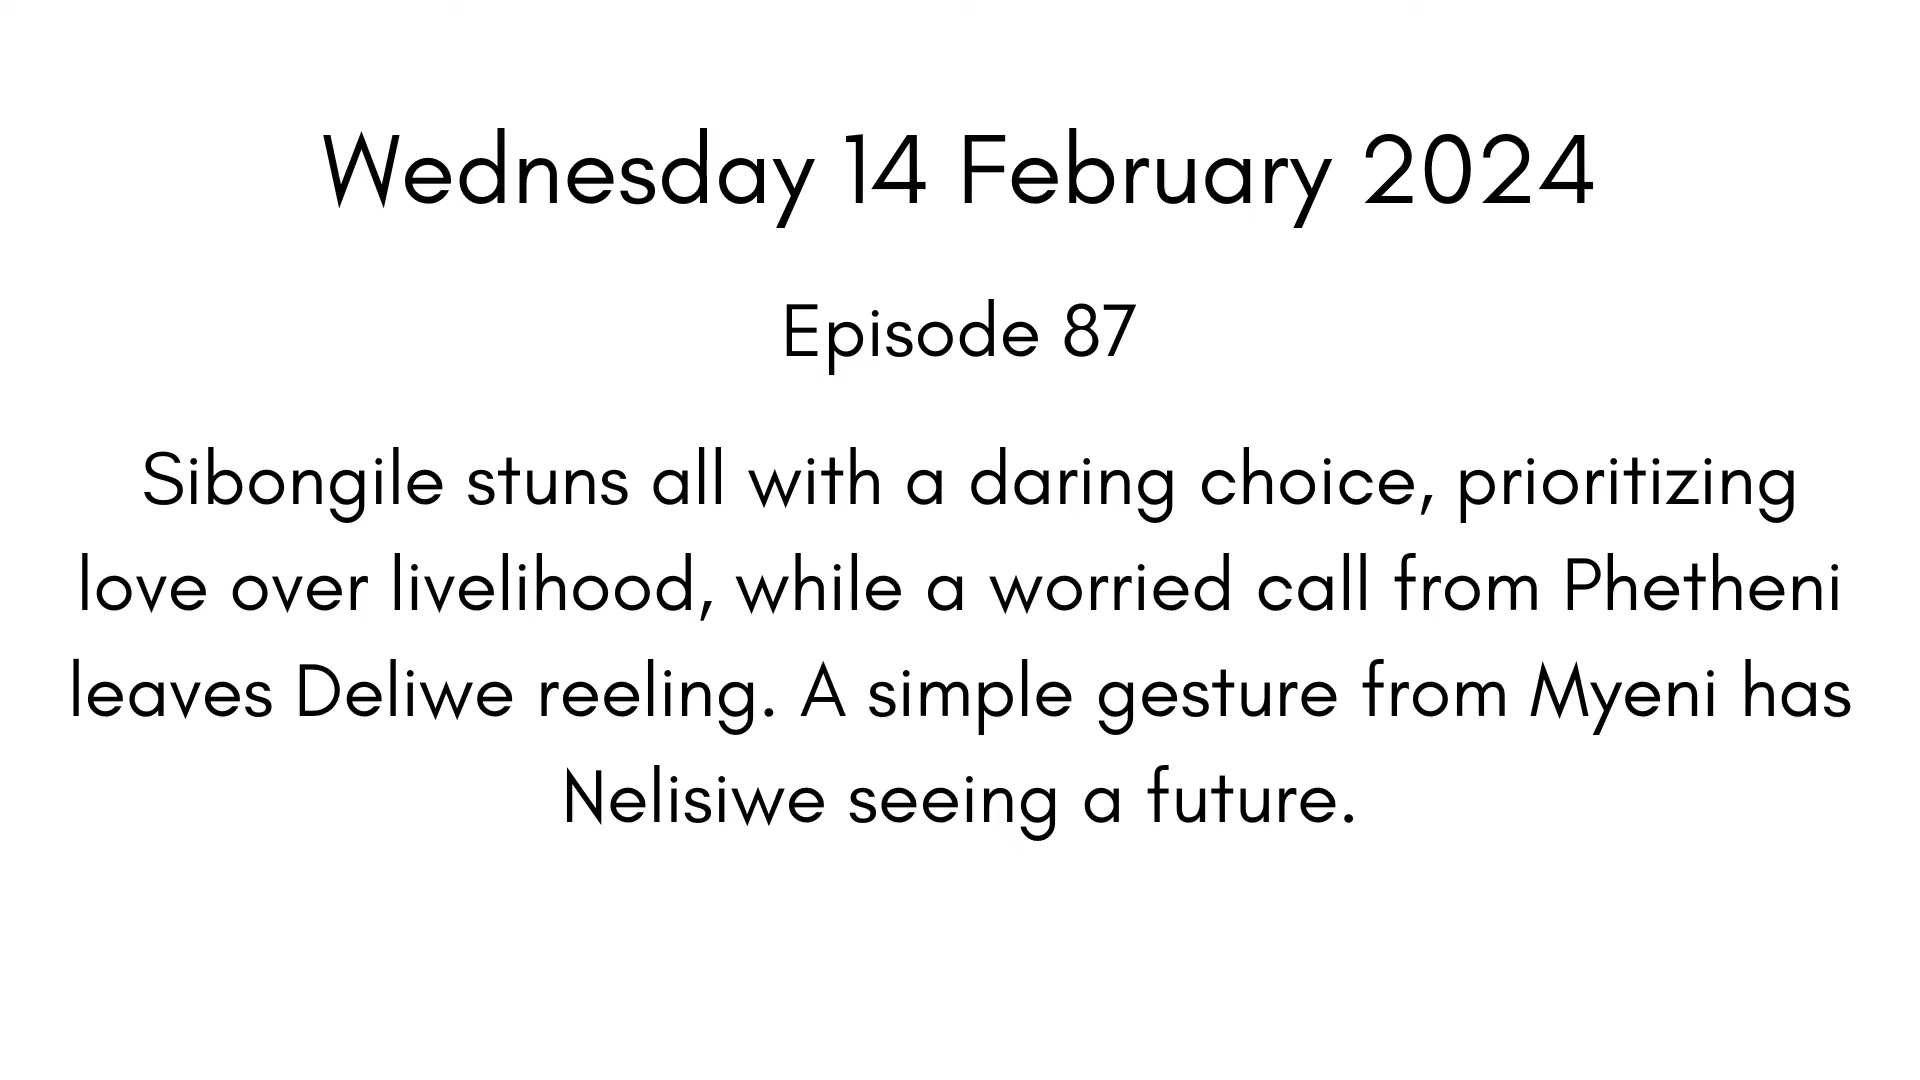 Wednesday 14 February 2024
Episode 87
Sibongile stuns all with a daring choice, prioritizing
love over livelihood, while a worried call from Phetheni
leaves Deliwe reeling. A simple gesture from Myeni has
Nelisiwe seeing a future.